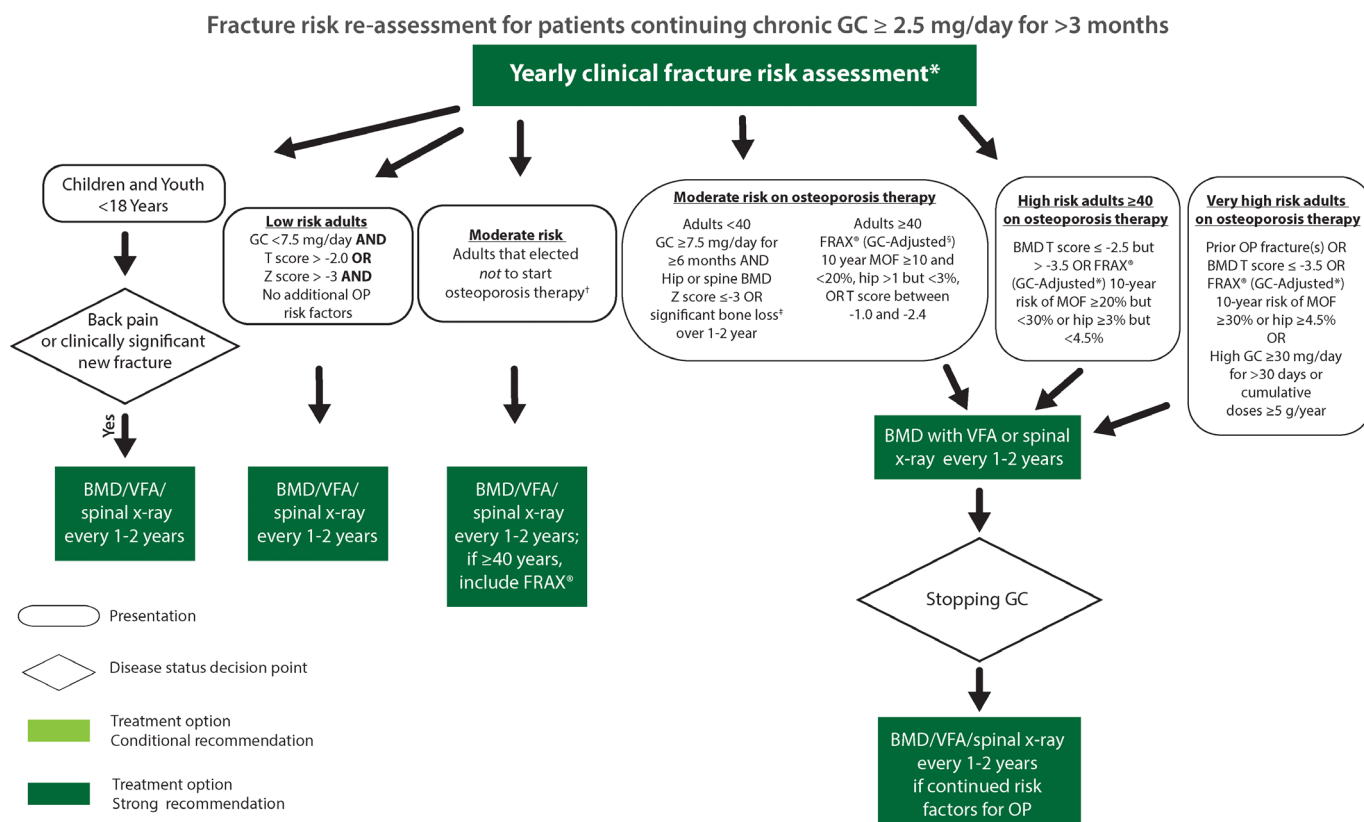 Fracture risk re-assessment for patients continuing chronic GC ≥ 2.5 mg/day for >3 months
Yearly clinical fracture risk assessment*
Children and Youth
<18 Years
Low risk adults
GC <7.5 mg/day AND
T score > -2.0 OR
Z score > -3 AND
No additional OP
risk factors
Moderate risk
Adults that elected
not to start
osteoporosis therapy†
Moderate risk on osteoporosis therapy
Adults <40
GC ≥7.5 mg/day for
≥6 months AND
Hip or spine BMD
Z score ≤-3 OR
significant bone loss‡
over 1-2 year
Adults ≥40
FRAX® (GC-Adjusted§)
10 year MOF ≥10 and
<20%, hip >1 but <3%,
OR T score between
-1.0 and -2.4
High risk adults ≥40
on osteoporosis therapy
BMD T score ≤ -2.5 but
> -3.5 OR FRAX®
(GC-Adjusted*) 10-year
risk of MOF ≥20% but
<30% or hip ≥3% but
<4.5%
Very high risk adults
on osteoporosis therapy
Prior OP fracture(s) OR
BMD T score ≤ -3.5 OR
FRAX® (GC-Adjusted*)
10-year risk of MOF
≥30% or hip ≥4.5%
OR
High GC ≥30 mg/day
for >30 days or
cumulative
doses ≥5 g/year
Back pain
or clinically significant
new fracture
Yes
BMD/VFA/
spinal x-ray
every 1-2 years
BMD/VFA/
spinal x-ray
every 1-2 years
BMD/VFA/
spinal x-ray
every 1-2 years;
if ≥40 years,
include FRAX®
BMD with VFA or spinal
x-ray every 1-2 years
Stopping GC
BMD/VFA/spinal x-ray
every 1-2 years
if continued risk
factors for OP
Presentation
Disease status decision point
Treatment option
Conditional recommendation
Treatment option
Strong recommendation